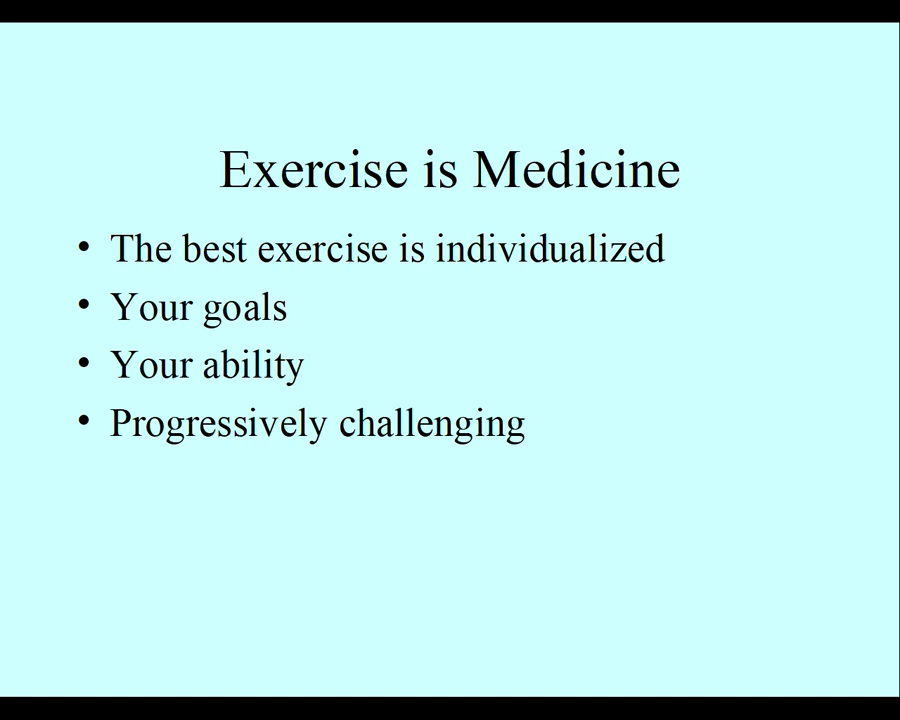 Exercise is Medicine
• The best exercise is individualized
• Your goals
• Your ability
• Progressively challenging